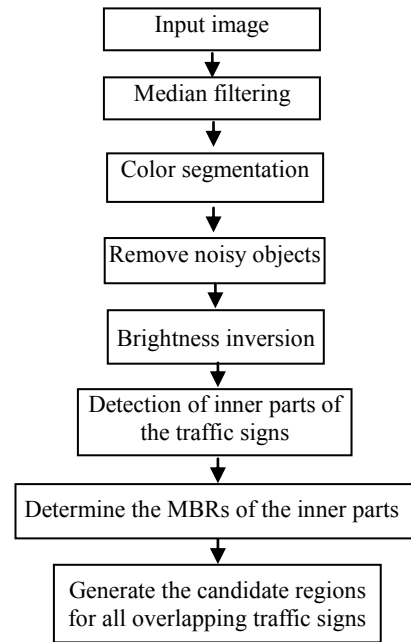 Input image
Median filtering
Color segmentation
Remove noisy objects
Brightness inversion
Detection of inner parts of
the traffic signs
Determine the MBRs of the inner parts
Generate the candidate regions
for all overlapping traffic signs